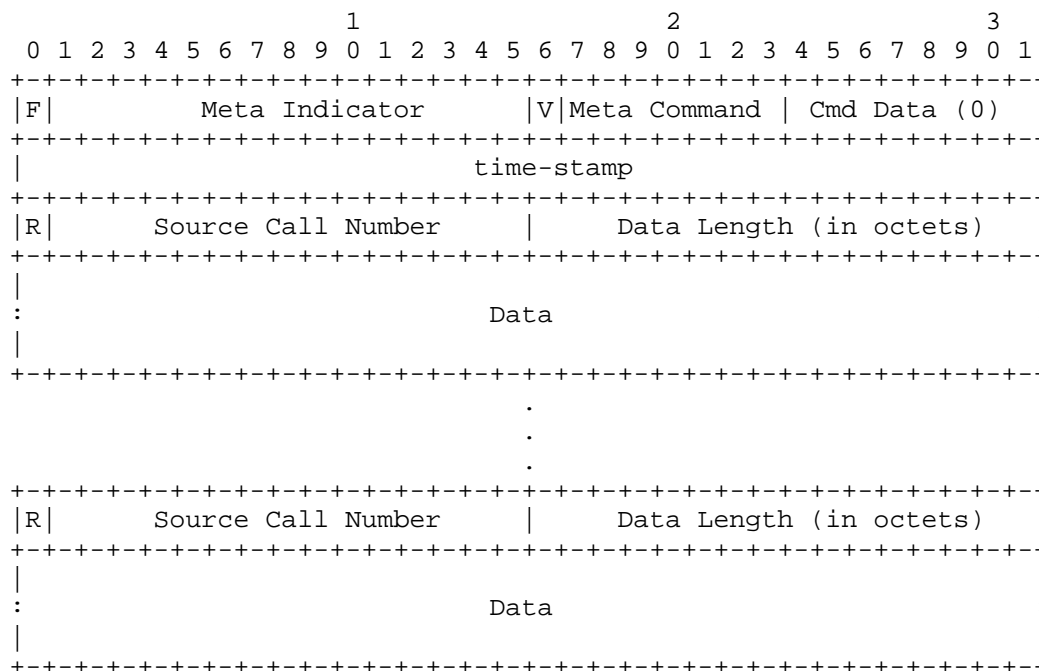 1                   2                   3
 0 1 2 3 4 5 6 7 8 9 0 1 2 3 4 5 6 7 8 9 0 1 2 3 4 5 6 7 8 9 0 1
+-+-+-+-+-+-+-+-+-+-+-+-+-+-+-+-+-+-+-+-+-+-+-+-+-+-+-+-+-+-+-+-
|F|         Meta Indicator      |V|Meta Command | Cmd Data (0)
+-+-+-+-+-+-+-+-+-+-+-+-+-+-+-+-+-+-+-+-+-+-+-+-+-+-+-+-+-+-+-+-
|                            time-stamp
+-+-+-+-+-+-+-+-+-+-+-+-+-+-+-+-+-+-+-+-+-+-+-+-+-+-+-+-+-+-+-+-
|R|      Source Call Number     |     Data Length (in octets)
+-+-+-+-+-+-+-+-+-+-+-+-+-+-+-+-+-+-+-+-+-+-+-+-+-+-+-+-+-+-+-+-
|
:                             Data
|
+-+-+-+-+-+-+-+-+-+-+-+-+-+-+-+-+-+-+-+-+-+-+-+-+-+-+-+-+-+-+-+-
                                .
                                .
                                .
+-+-+-+-+-+-+-+-+-+-+-+-+-+-+-+-+-+-+-+-+-+-+-+-+-+-+-+-+-+-+-+-
|R|      Source Call Number     |     Data Length (in octets)
+-+-+-+-+-+-+-+-+-+-+-+-+-+-+-+-+-+-+-+-+-+-+-+-+-+-+-+-+-+-+-+-
|
:                             Data
|
+-+-+-+-+-+-+-+-+-+-+-+-+-+-+-+-+-+-+-+-+-+-+-+-+-+-+-+-+-+-+-+-